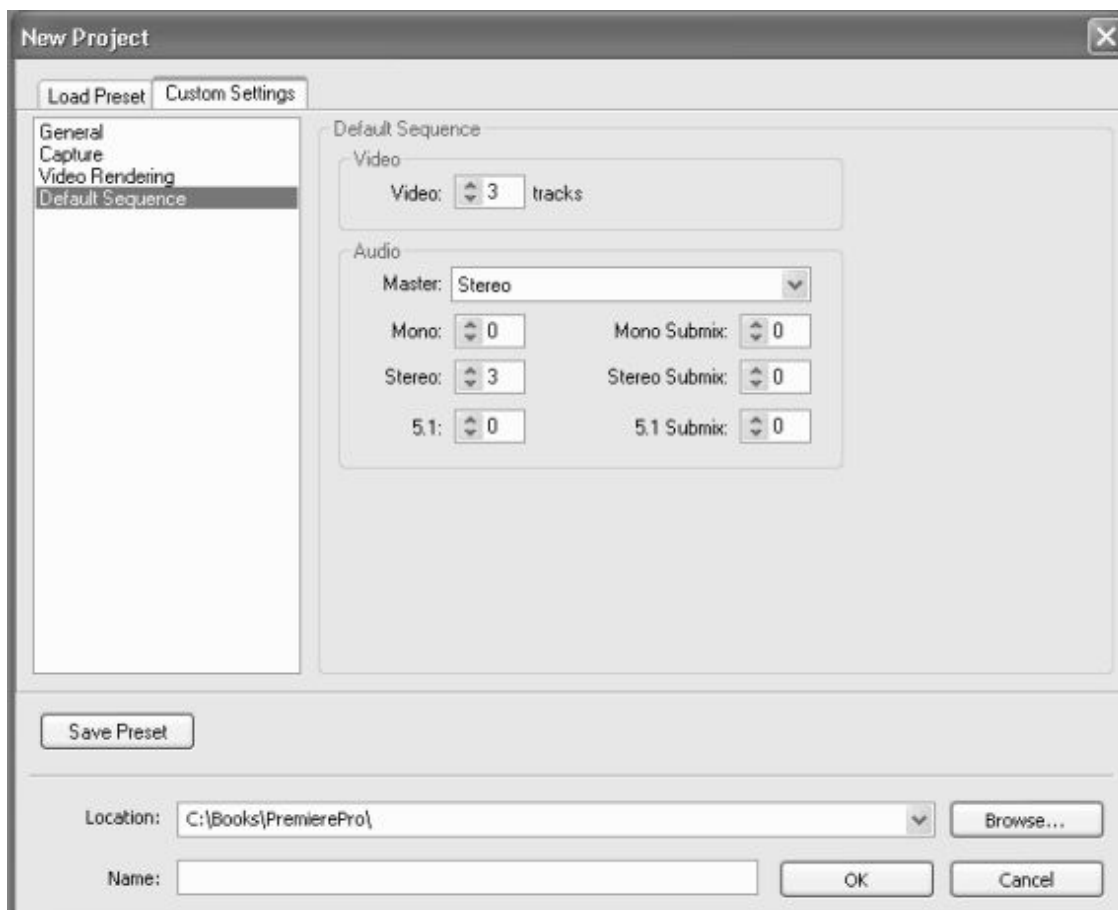 New Project
Load Preset Custom Settings
General
Capture
Video Rendering
Default Sequence
Default Sequence
Video
Video: 3 tracks
Audio
Master: Stereo
Mono: 0 Mono Submix: 0
Stereo: 3 Stereo Submix: 0
5.1: 0 5.1 Submix: 0
Save Preset
Location: C:\Books\PremierePro\ Browse...
Name: OK Cancel